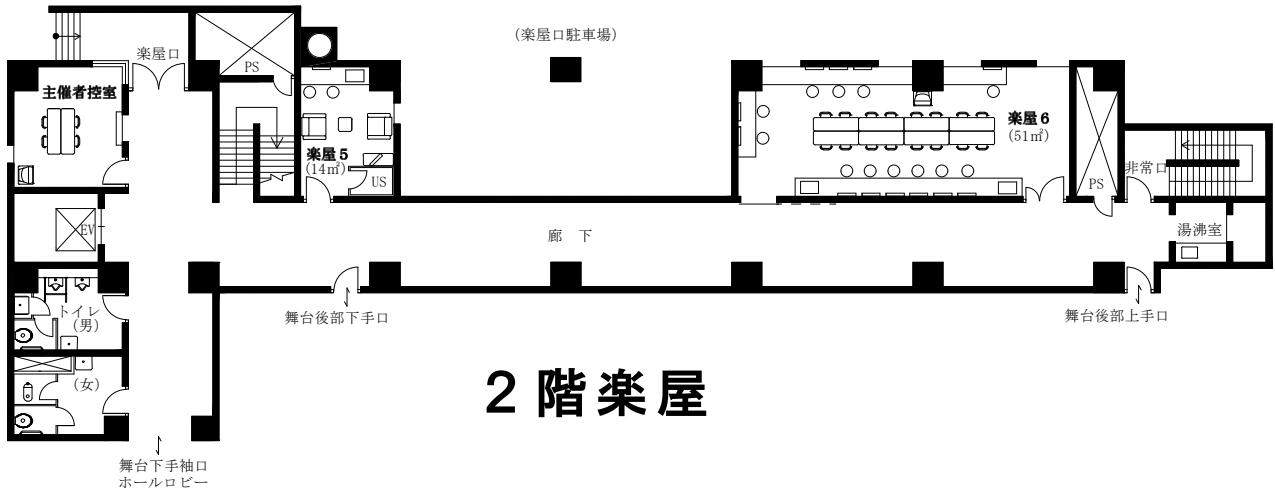 (楽屋口駐車場)
楽屋口
PS
主催者控室
楽屋5
(14㎡)
US
楽屋6
(51㎡)
PS
非常口
湯沸室
EV
廊 下
トイレ
(男)
(女)
舞台後部下手口
舞台後部上手口
2階楽屋
舞台下手袖口
ホールロビー